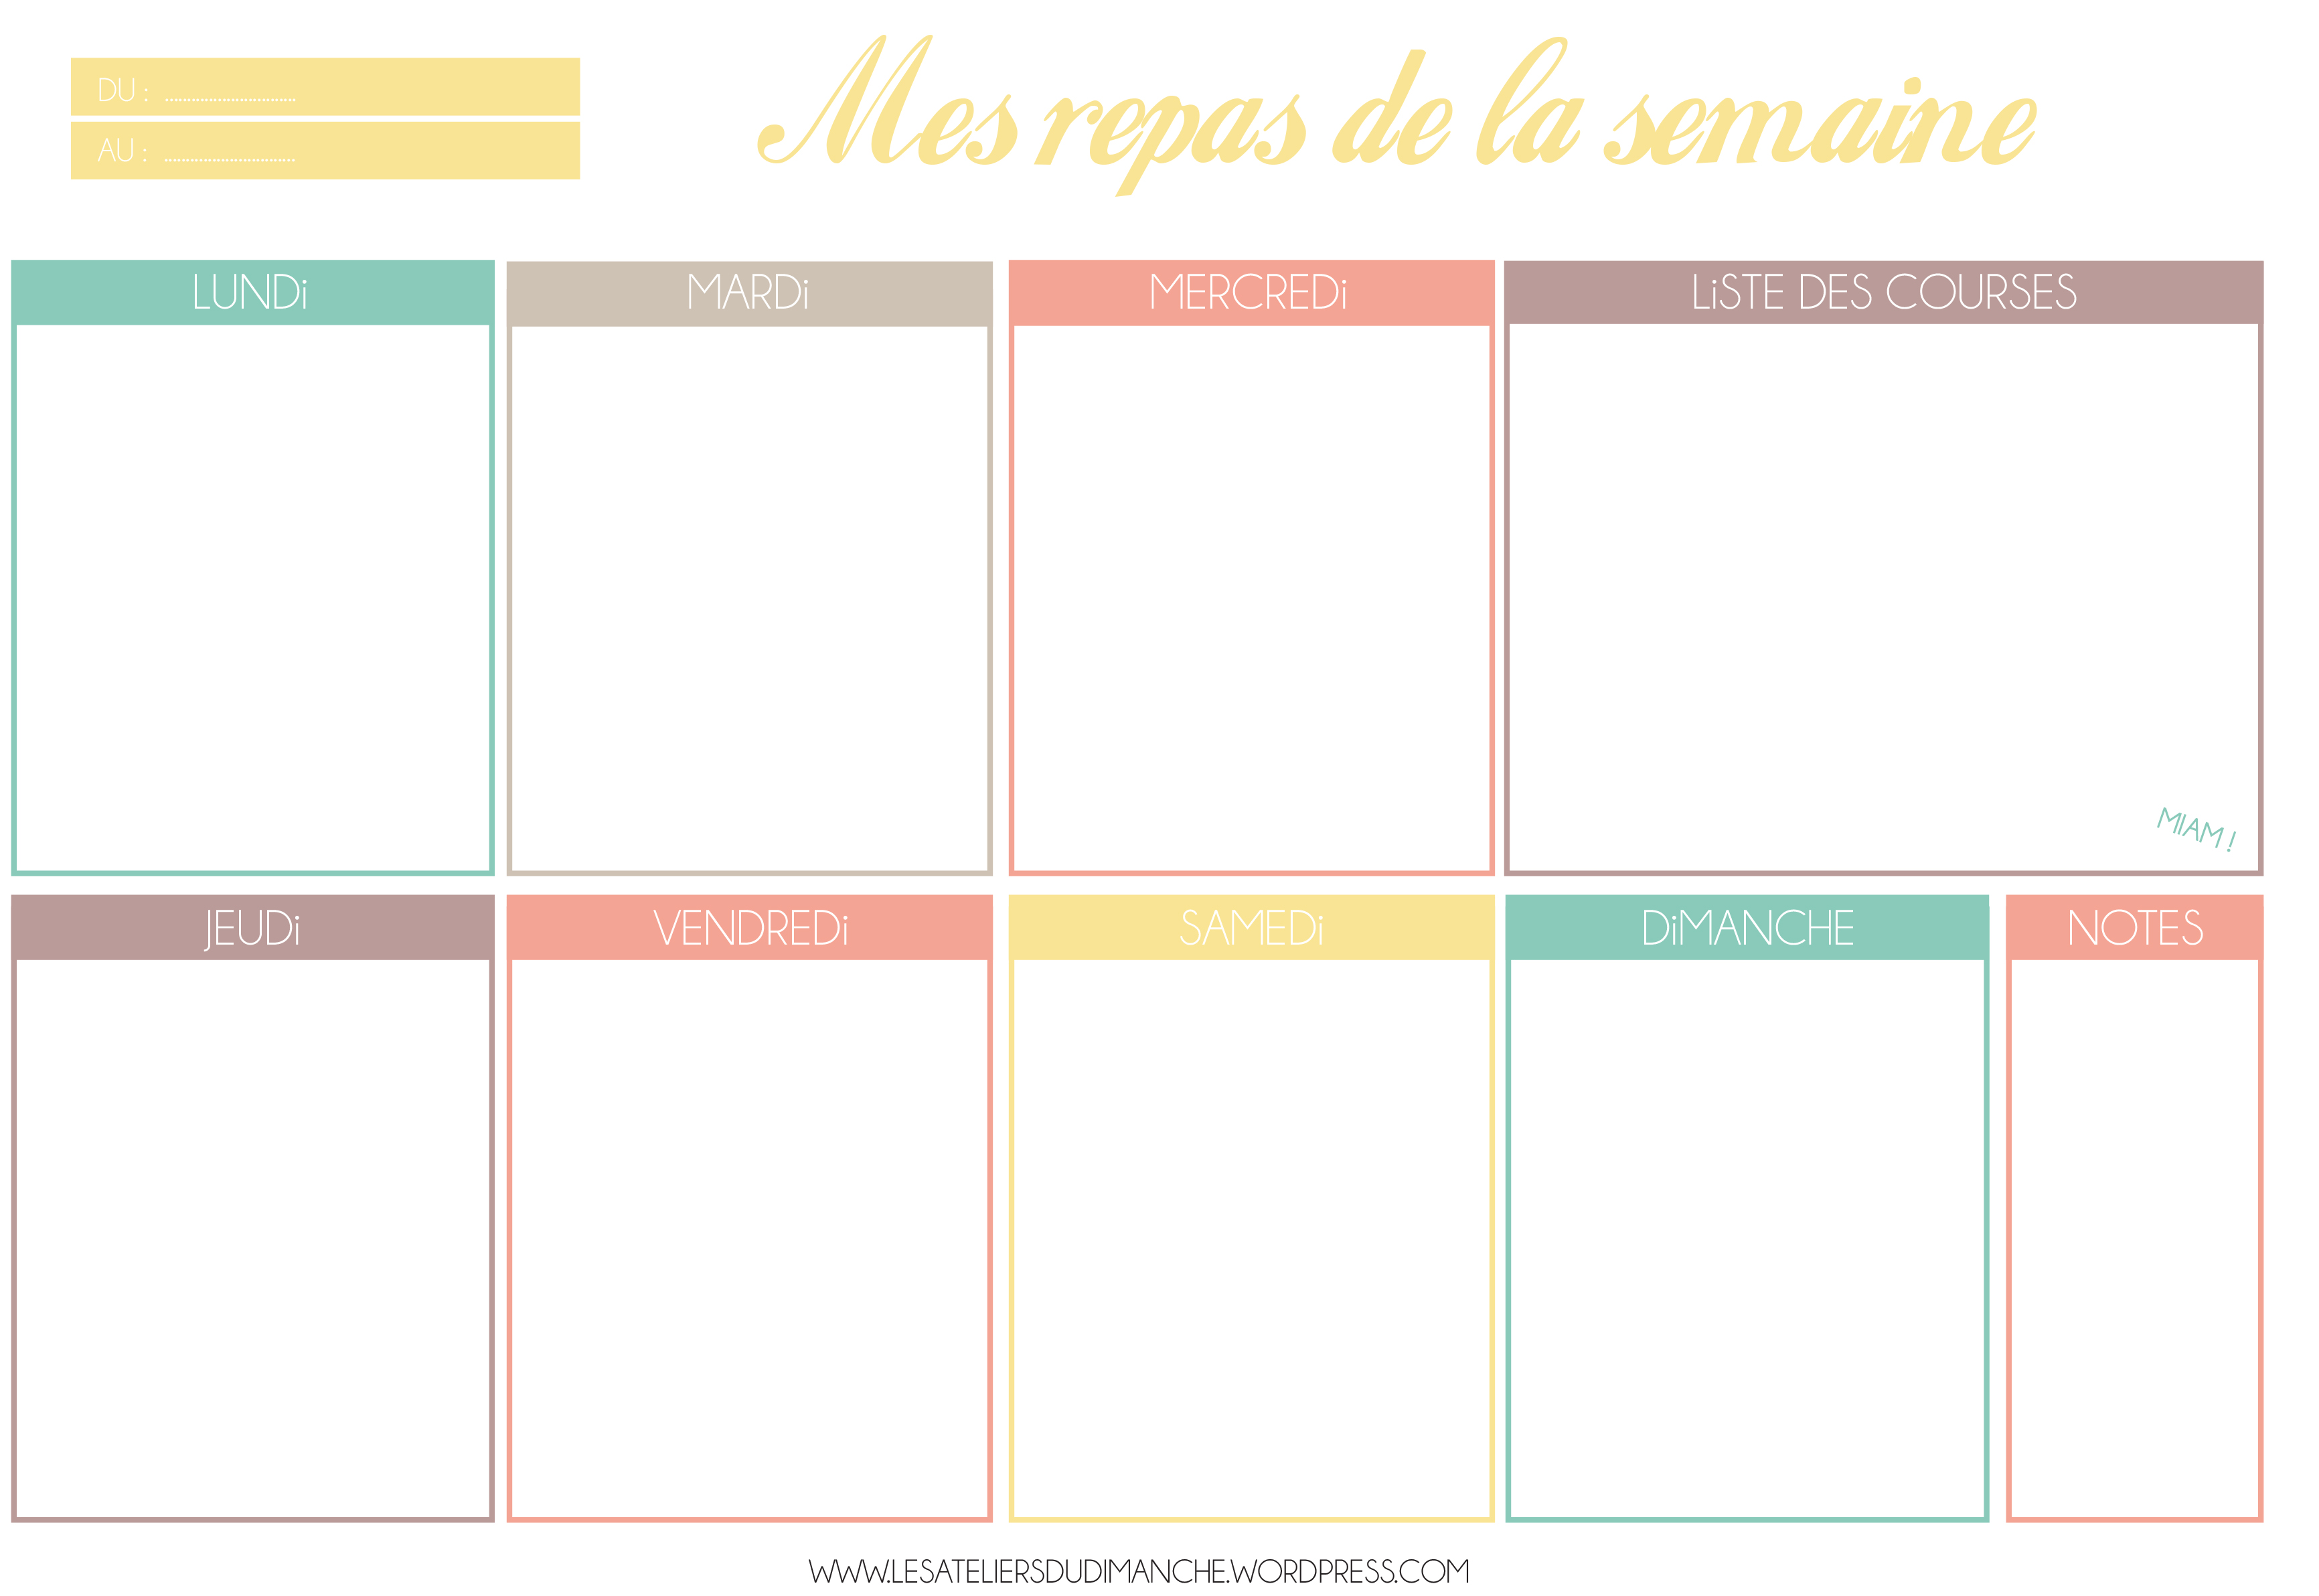 DU : ..............................
AU : ..............................
Mes repas de la semaine
LUNDi
MARDi
MERCREDi
LiSTE DES COURSES
MIAM !
JEUDi
VENDREDi
SAMEDi
DiMANCHE
NOTES
WWW.LESATELIERSDUDIMANCHE.WORDPRESS.COM